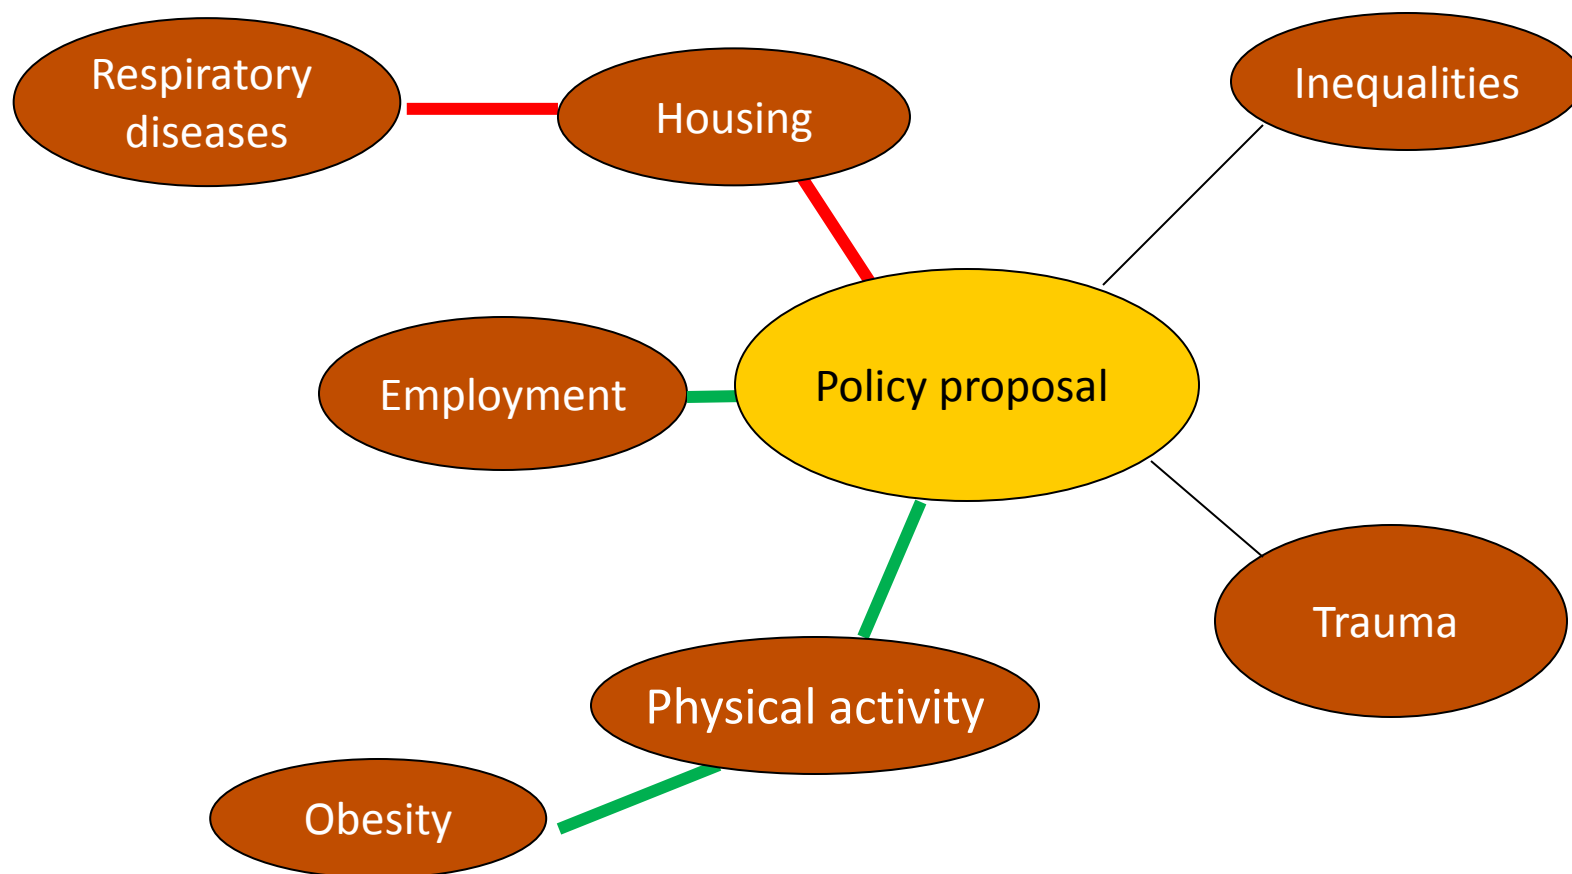 Respiratory
diseases
Housing
Inequalities
Employment
Policy proposal
Trauma
Physical activity
Obesity